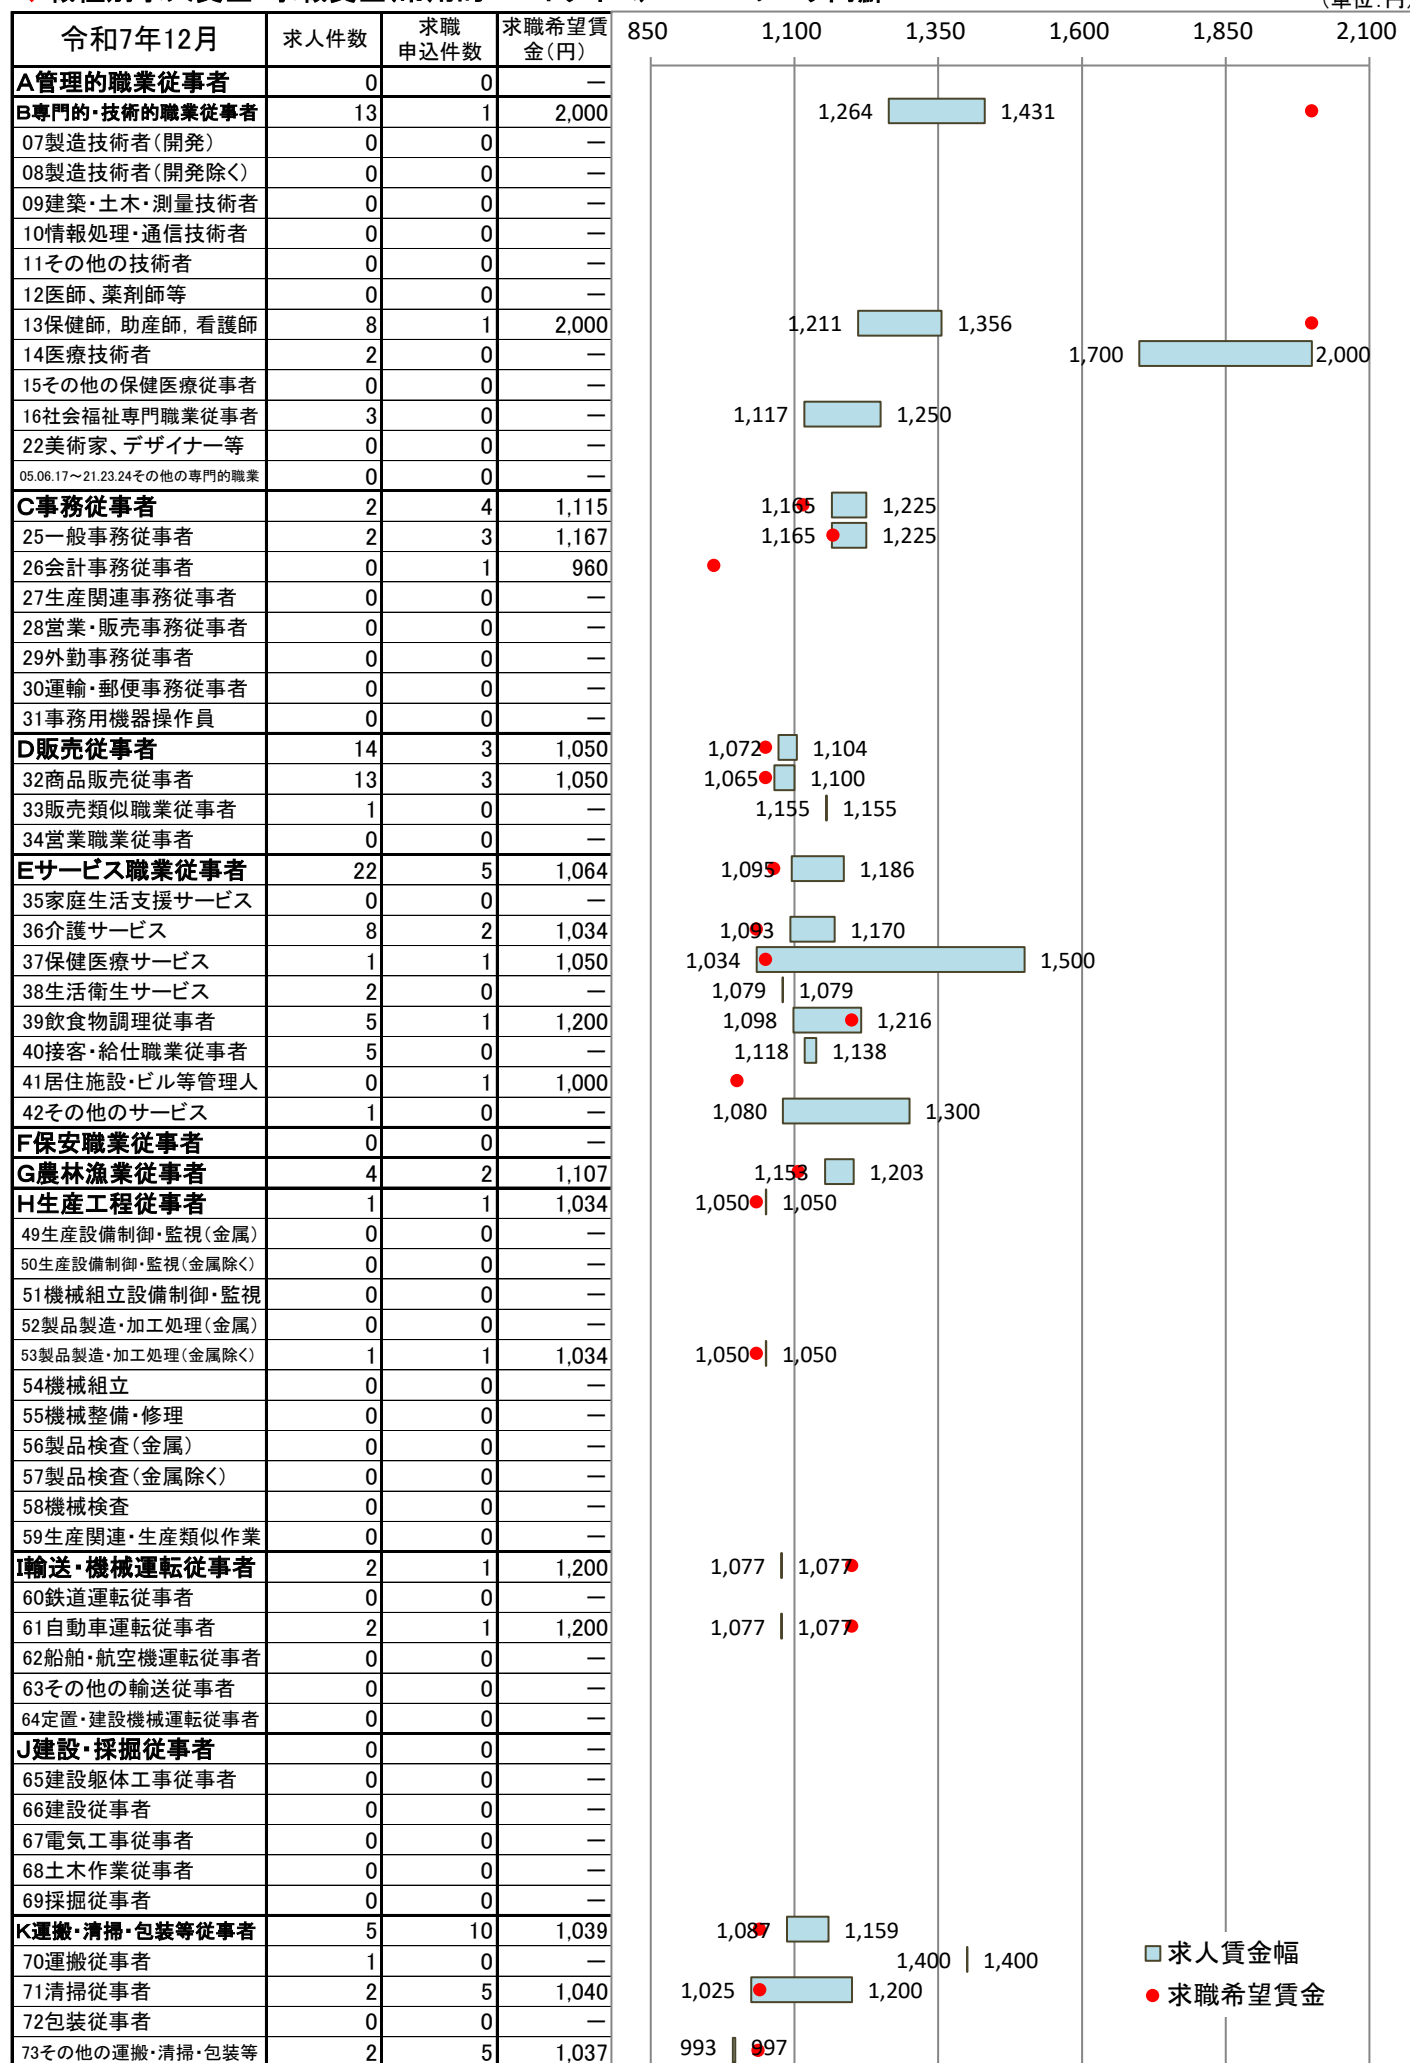 (単位:円)
令和7年12月 求人件数 求職申込件数 求職希望賃金(円) 850 1,100 1,350 1,600 1,850 2,100
A管理的職業従事者 0 0 ―
B専門的・技術的職業従事者 13 1 2,000 1,264 1,431
07製造技術者(開発) 0 0 ―
08製造技術者(開発除く) 0 0 ―
09建築・土木・測量技術者 0 0 ―
10情報処理・通信技術者 0 0 ―
11その他の技術者 0 0 ―
12医師、薬剤師等 0 0 ―
13保健師, 助産師, 看護師 8 1 2,000 1,211 1,356
14医療技術者 2 0 ― 1,700 2,000
15その他の保健医療従事者 0 0 ―
16社会福祉専門職業従事者 3 0 ― 1,117 1,250
22美術家、デザイナー等 0 0 ―
05.06.17～21.23.24その他の専門的職業 0 0 ―
C事務従事者 2 4 1,115 1,165 1,225
25一般事務従事者 2 3 1,167 1,165 1,225
26会計事務従事者 0 1 960
27生産関連事務従事者 0 0 ―
28営業・販売事務従事者 0 0 ―
29外勤事務従事者 0 0 ―
30運輸・郵便事務従事者 0 0 ―
31事務用機器操作員 0 0 ―
D販売従事者 14 3 1,050 1,072 1,104
32商品販売従事者 13 3 1,050 1,065 1,100
33販売類似職業従事者 1 0 ― 1,155 1,155
34営業職業従事者 0 0 ―
Eサービス職業従事者 22 5 1,064 1,095 1,186
35家庭生活支援サービス 0 0 ―
36介護サービス 8 2 1,034 1,093 1,170
37保健医療サービス 1 1 1,050 1,034 1,500
38生活衛生サービス 2 0 ― 1,079 1,079
39飲食物調理従事者 5 1 1,200 1,098 1,216
40接客・給仕職業従事者 5 0 ― 1,118 1,138
41居住施設・ビル等管理人 0 1 1,000
42その他のサービス 1 0 ― 1,080 1,300
F保安職業従事者 0 0 ―
G農林漁業従事者 4 2 1,107 1,153 1,203
H生産工程従事者 1 1 1,034 1,050 1,050
49生産設備制御・監視(金属) 0 0 ―
50生産設備制御・監視(金属除く) 0 0 ―
51機械組立設備制御・監視 0 0 ―
52製品製造・加工処理(金属) 0 0 ―
53製品製造・加工処理(金属除く) 1 1 1,034 1,050 1,050
54機械組立 0 0 ―
55機械整備・修理 0 0 ―
56製品検査(金属) 0 0 ―
57製品検査(金属除く) 0 0 ―
58機械検査 0 0 ―
59生産関連・生産類似作業 0 0 ―
I輸送・機械運転従事者 2 1 1,200 1,077 1,077
60鉄道運転従事者 0 0 ―
61自動車運転従事者 2 1 1,200 1,077 1,077
62船舶・航空機運転従事者 0 0 ―
63その他の輸送従事者 0 0 ―
64定置・建設機械運転従事者 0 0 ―
J建設・採掘従事者 0 0 ―
65建設躯体工事従事者 0 0 ―
66建設従事者 0 0 ―
67電気工事従事者 0 0 ―
68土木作業従事者 0 0 ―
69採掘従事者 0 0 ―
K運搬・清掃・包装等従事者 5 10 1,039 1,087 1,159
70運搬従事者 1 0 ― 1,400 1,400
求人賃金幅
71清掃従事者 2 5 1,040 1,025 1,200
求職希望賃金
72包装従事者 0 0 ―
73その他の運搬・清掃・包装等 2 5 1,037 993 997